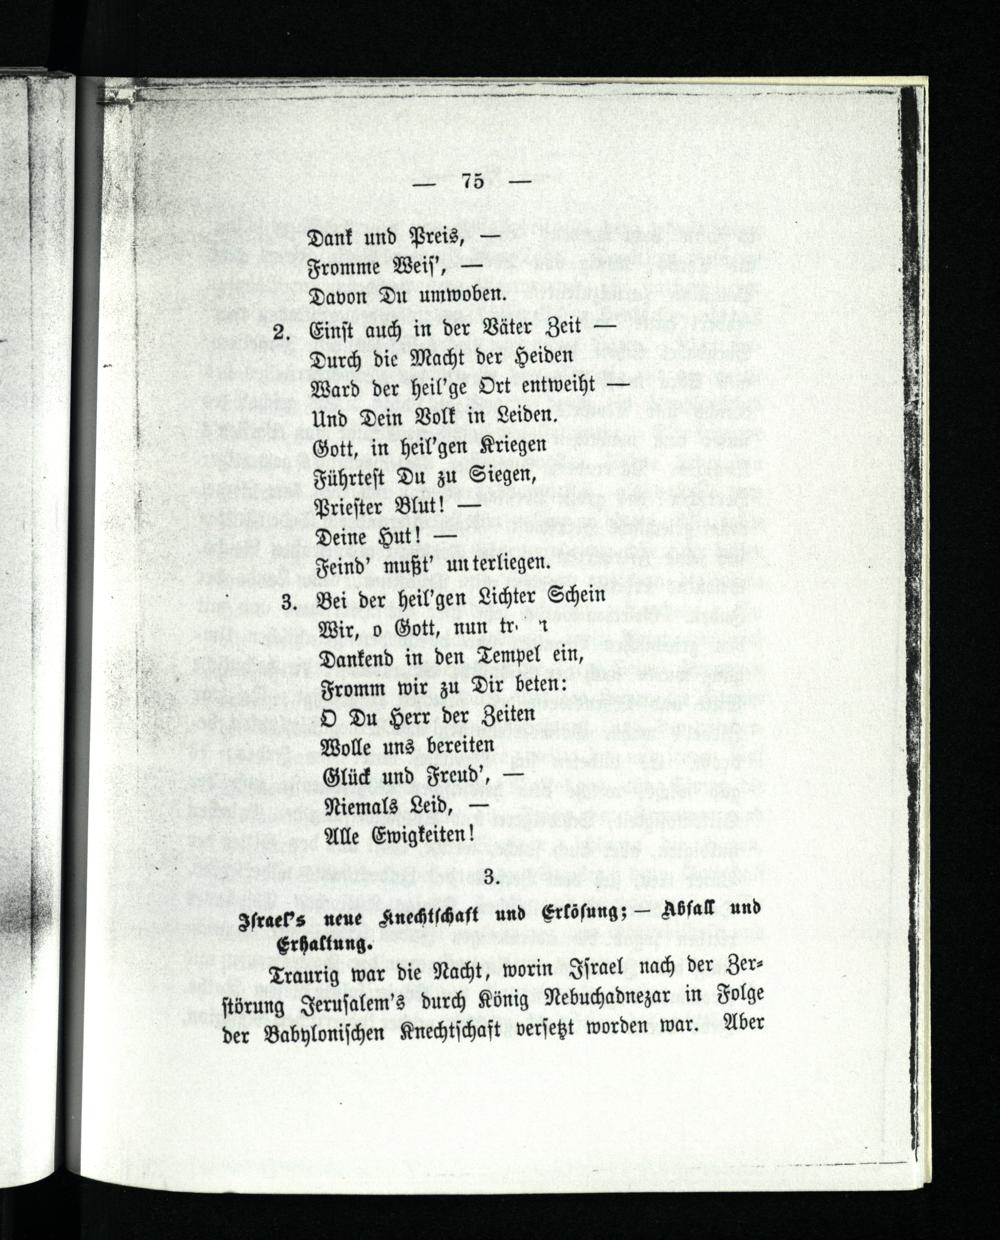 — 75 —
Dank und Preis, —
Fromme Weis', —
Davon Du umwoben.
2. Einst auch in der Väter Zeit —
Durch die Macht der Heiden
Ward der heil'ge Ort entweiht —
Und Dein Volk in Leiden.
Gott, in heil'gen Kriegen
Führtest Du zu Siegen,
Priester Blut! —
Deine Hut! —
Feind' mußt' unterliegen.
3. Bei der heil'gen Lichter Schein
Wir, o Gott, nun
Dankend in den Tempel ein,
Fromm wir zu Dir beten:
O Du Herr der Zeiten
Wolle uns bereiten
Glück und Freud', —
Niemals Leid, —
Alle Ewigkeiten!
3.
Israel's neue Knechtschaft und Erlösung; — Abfall und
Erhaltung.
Traurig war die Nacht, worin Israel nach der Zer-
störung Jerusalem's durch König Nebuchadnezar in Folge
der Babylonischen Knechtschaft versetzt worden war. Aber